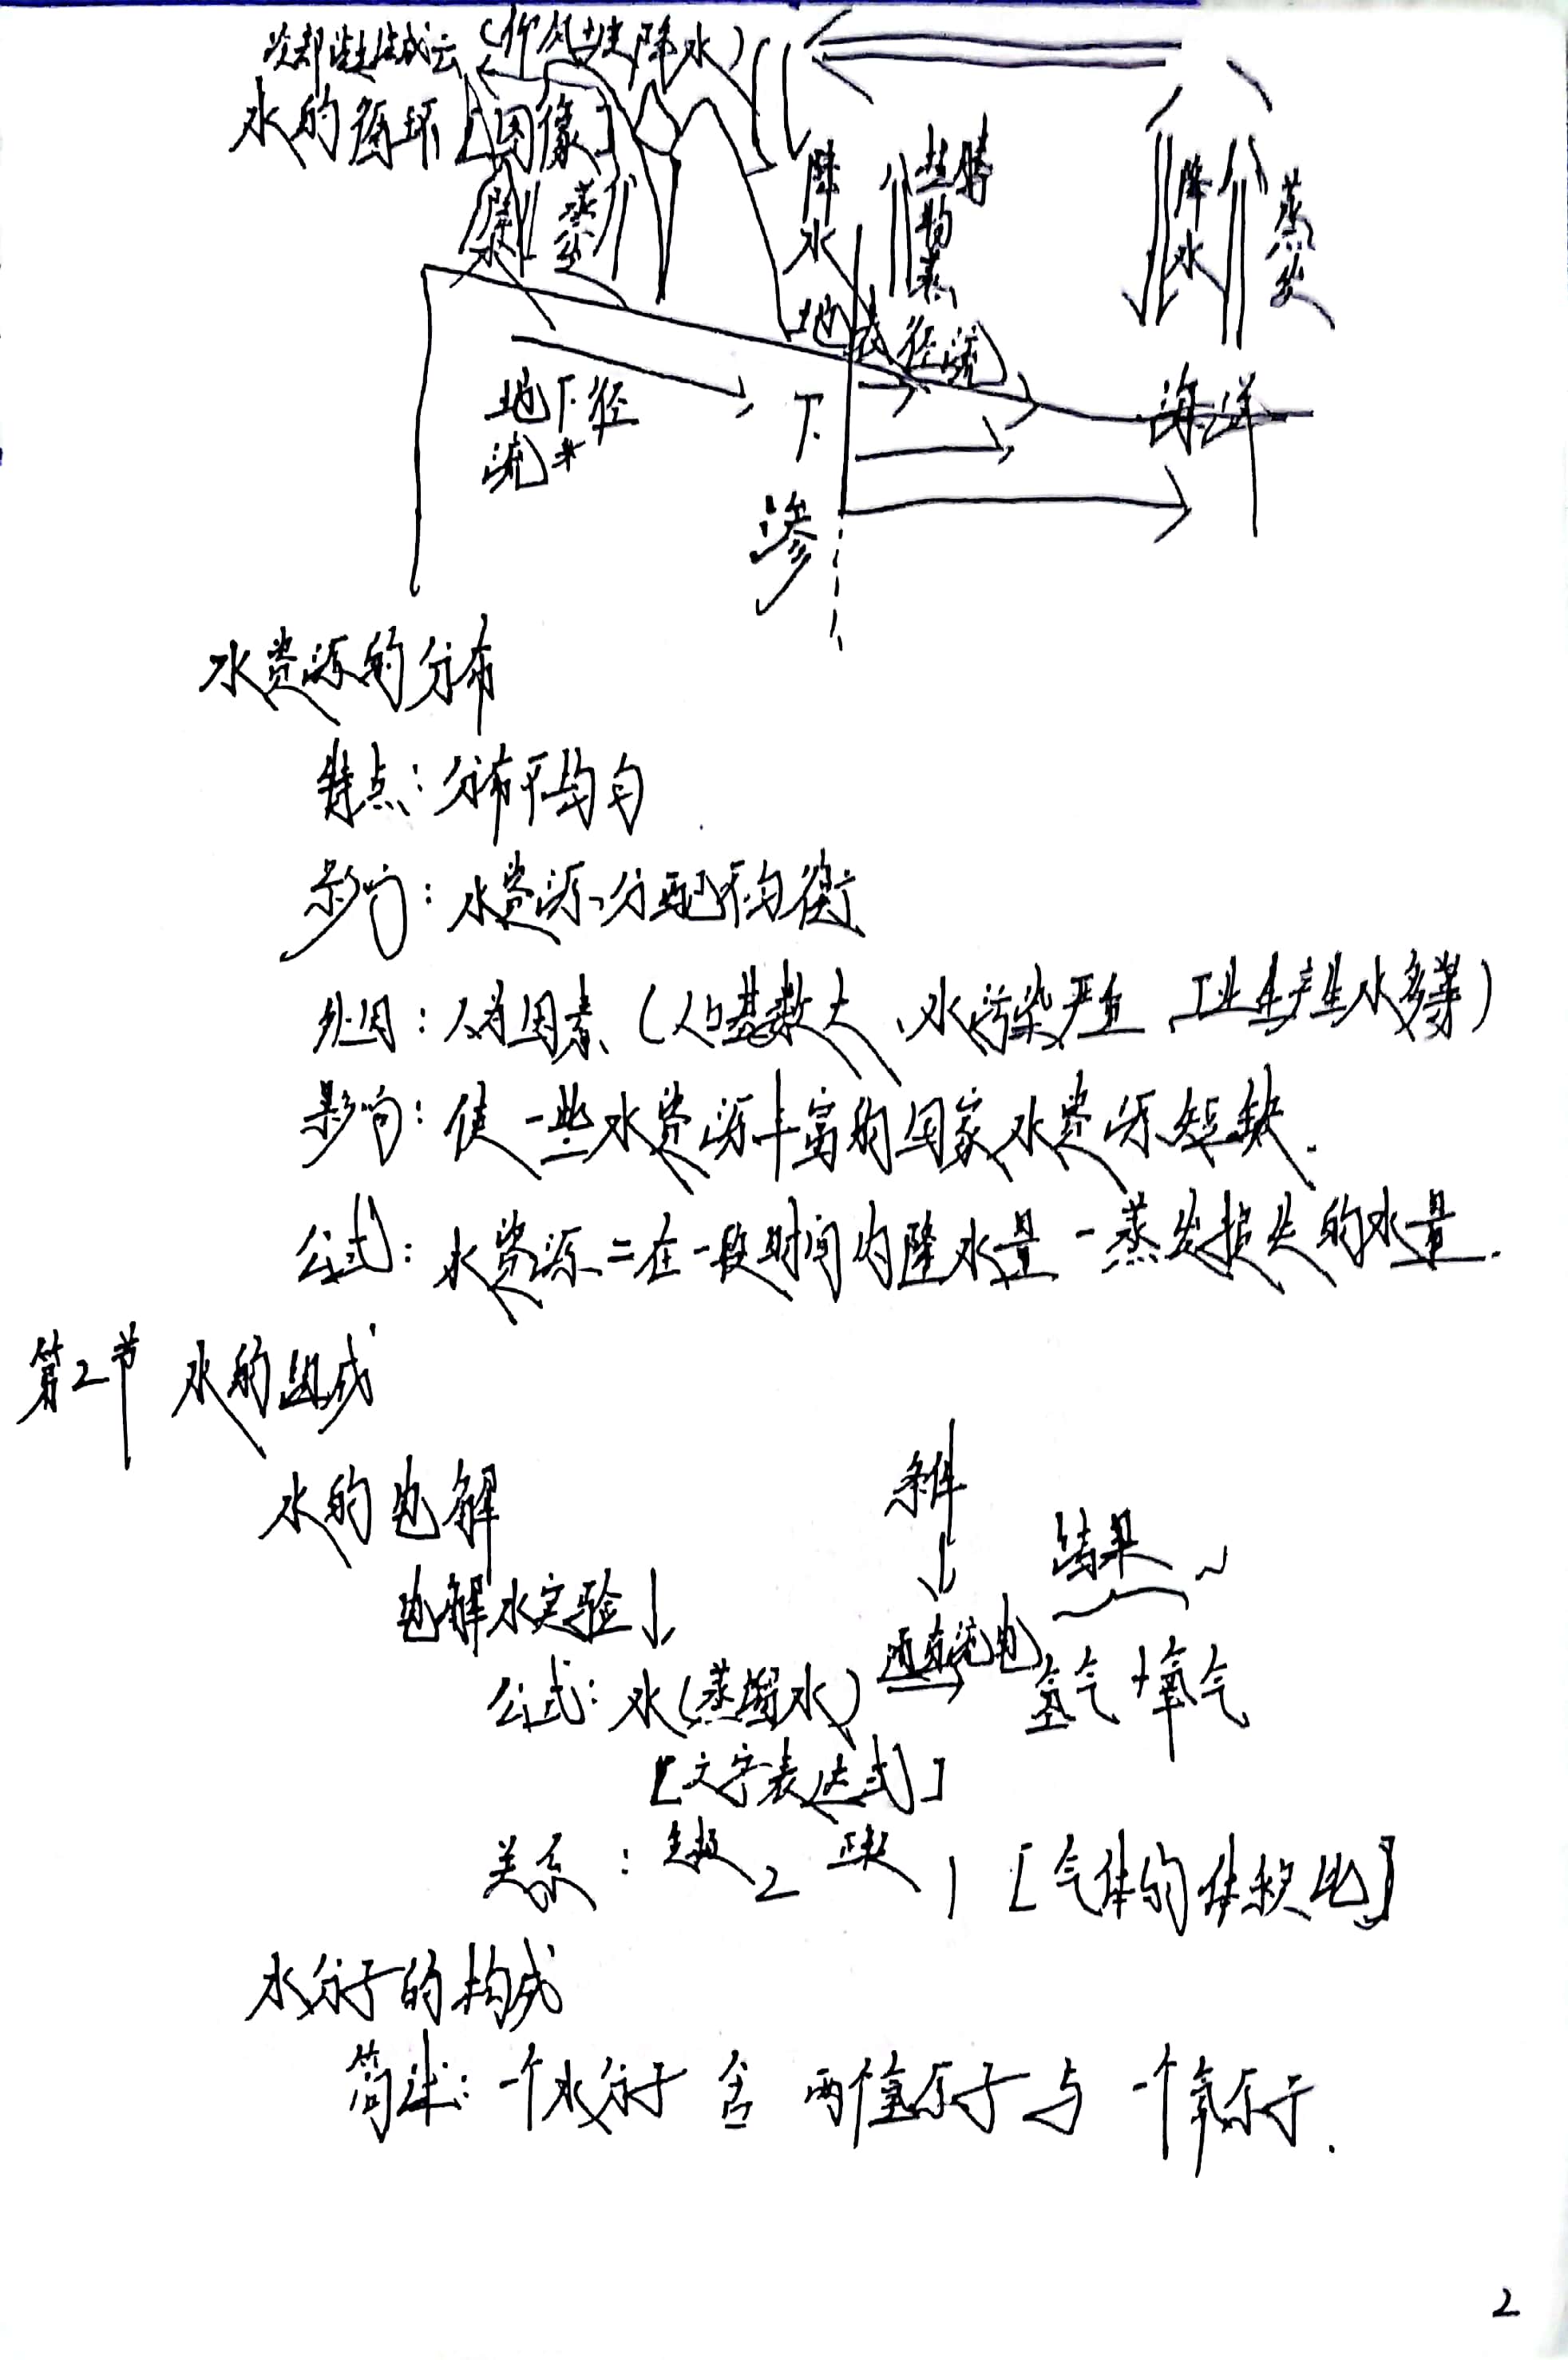 冷却凝结成云(迎风坡降水)
水的循环[图像]
降水 蒸发
降水
植物蒸
降水
蒸发
地表径流
地下径流
下渗
海洋
水资源的分布
特点:分布不均匀
影响:水资源分配不均衡
外因:人为因素(人口基数大、水污染严重、工业生产生水多等)
影响:使一些水资源丰富的国家水资源短缺.
公式:水资源=在一段时间内降水量-蒸发损失的水量.
第2节 水的组成
水的电解
条件
结果
电解水实验
公式:水(蒸馏水) 通直流电 氢气+氧气
[文字表达式]
关系:负极2 正极1 [气体的体积比]
水分子的构成
简述:一个水分子 含 两个氢原子与 一个氧原子.
2